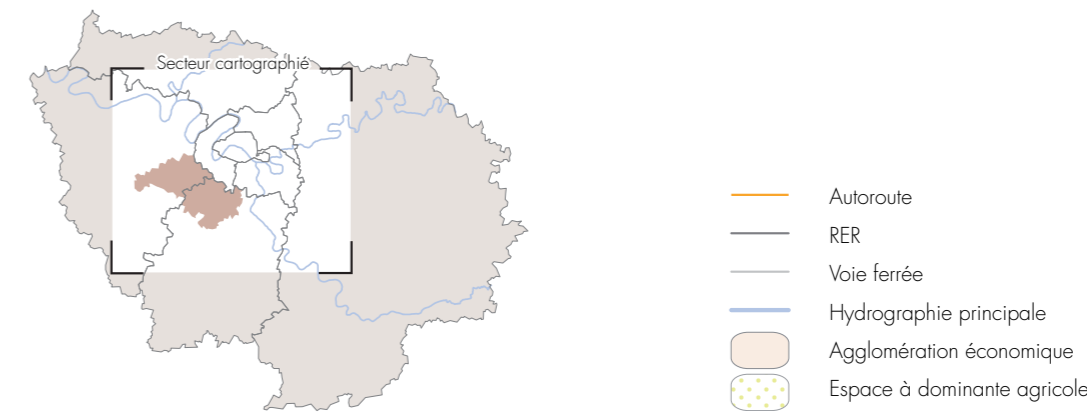 Secteur cartographié
Autoroute
RER
Voie ferrée
Hydrographie principale
Agglomération économique
Espace à dominante agricole